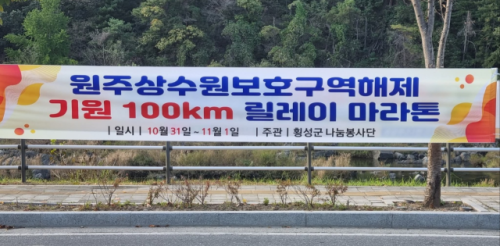 원주상수원보호구역해제
기원 100km 릴레이 마라톤
| 일시 | 10월 31일~11월 1일 | 주관 | 횡성군 나눔봉사단